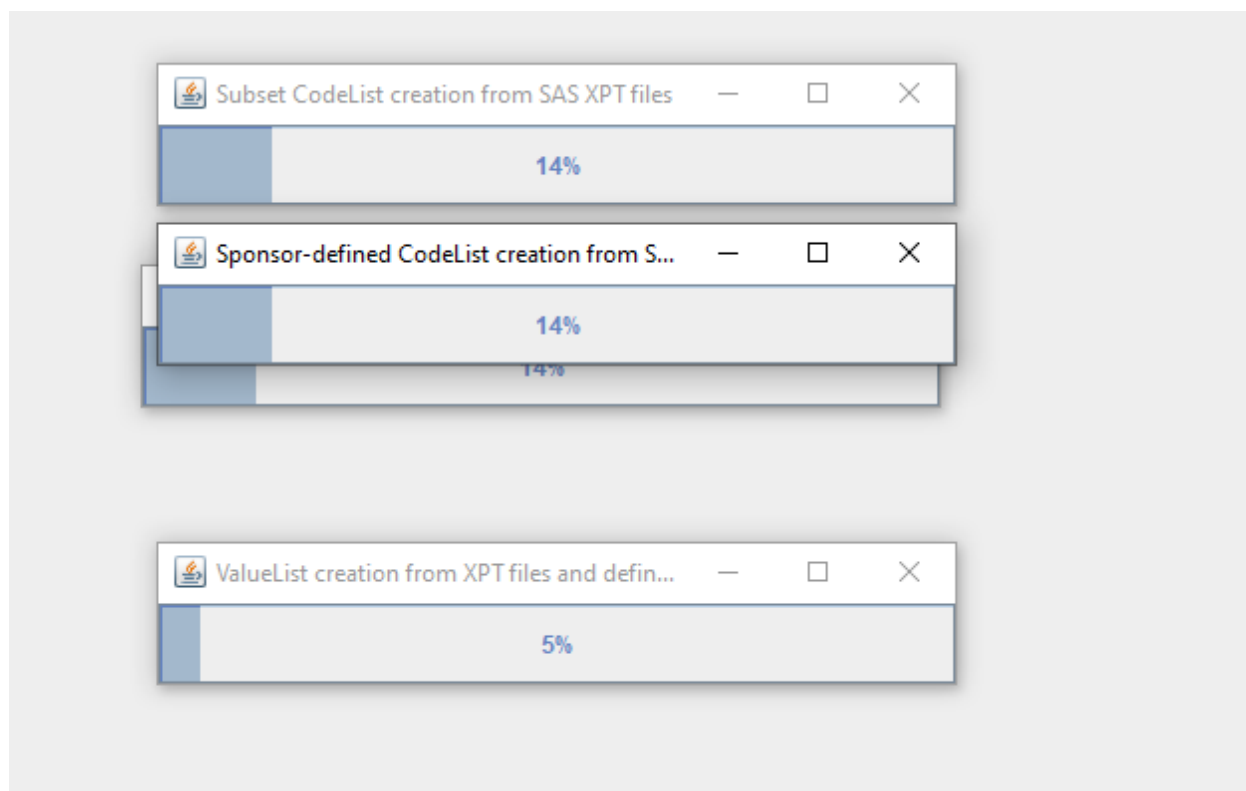 Subset CodeList creation from SAS XPT files
14%
Sponsor-defined CodeList creation from S...
14%
14%
ValueList creation from XPT files and defin...
5%